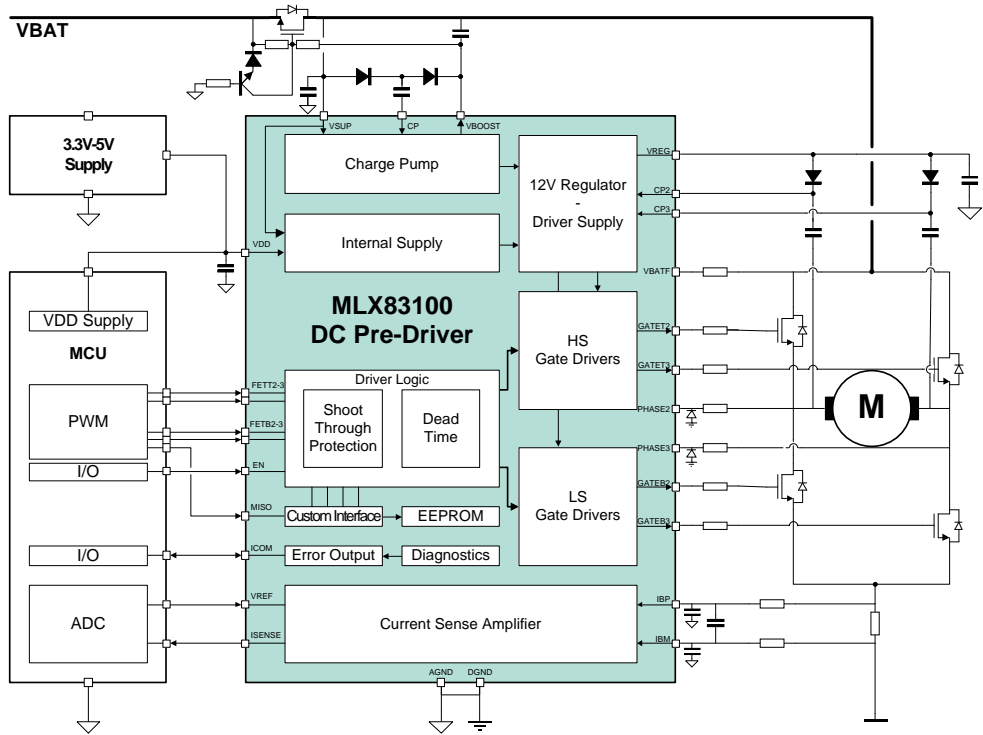 VBAT
3.3V-5V
Supply
VSUP
CP
VBOOST
Charge Pump
12V Regulator
-
Driver Supply
VREG
CP2
CP3
Internal Supply
VDD
VBATF
MLX83100
DC Pre-Driver
VDD Supply
MCU
HS
Gate Drivers
GATET2
GATET3
PHASE2
PHASE3
M
Driver Logic
Shoot
Through
Protection
Dead
Time
PWM
FETT2-3
FETB2-3
I/O
EN
LS
Gate Drivers
GATEB2
GATEB3
MISO
Custom Interface
EEPROM
I/O
ICOM
Error Output
Diagnostics
ADC
VREF
ISENSE
Current Sense Amplifier
IBP
IBM
AGND
DGND